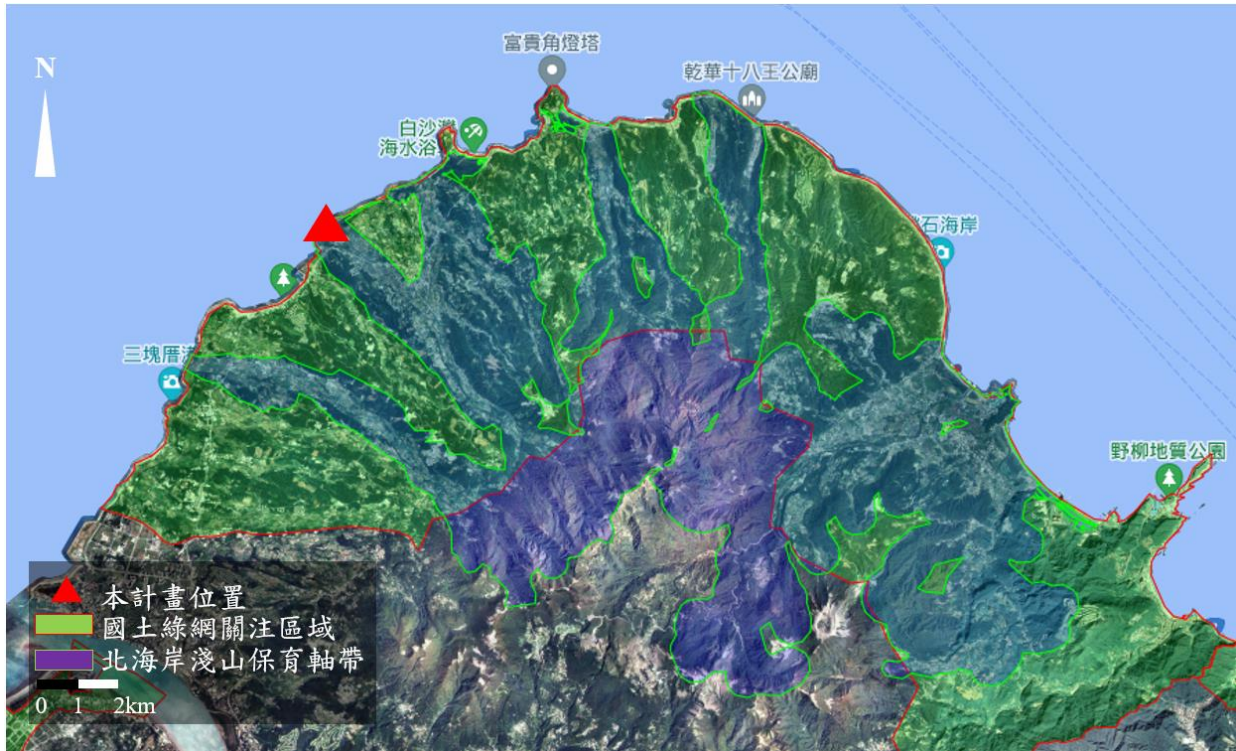 富貴角燈塔
N
乾華十八王公廟
白沙灣
海水浴
石海岸
三塊厝
野柳地質公園
本計畫位置
國土綠網關注區域
北海岸淺山保育軸帶
0 1 2km